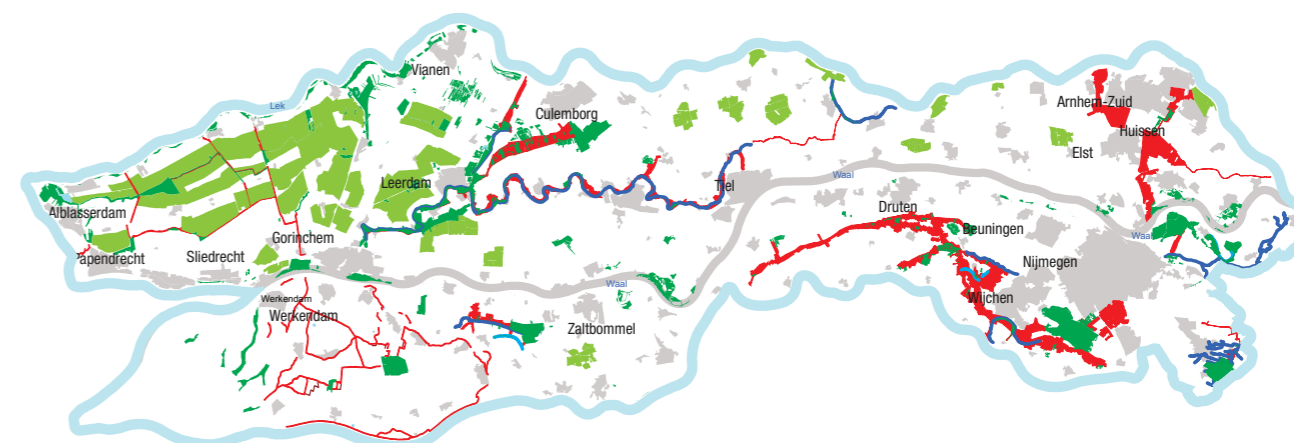 Vianen
Lek
Culemborg
Arnhem-Zuid
Huissen
Elst
Leerdam
Tiel
Waal
Alblasserdam
Druten
Beuningen
Waal
Gorinchem
Papendrecht
Sliedrecht
Nijmegen
Waal
Werkendam
Werkendam
Wijchen
Zaltbommel